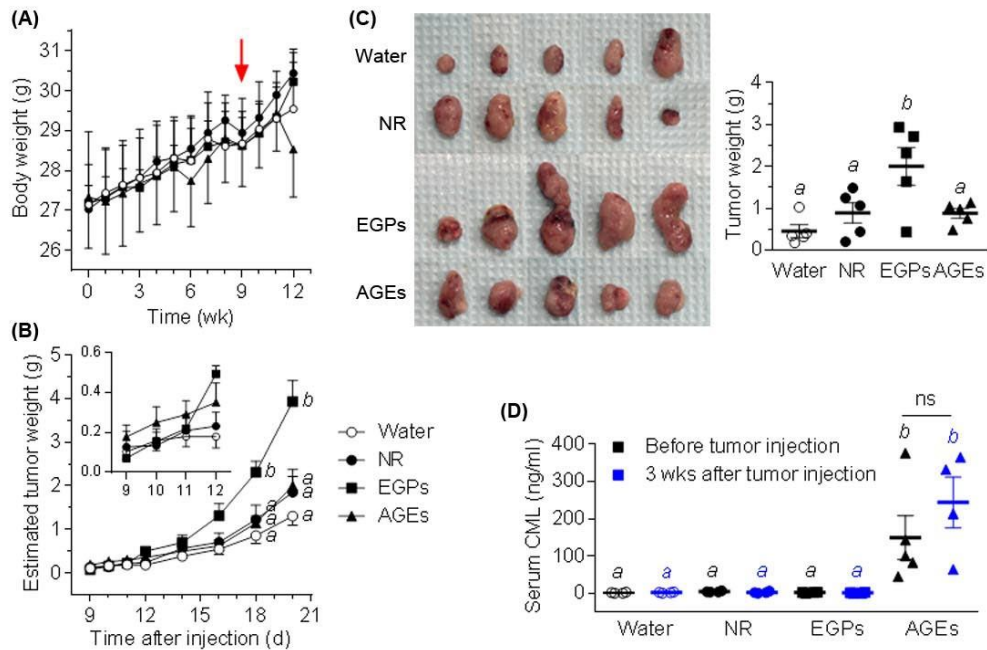 (A)
Body weight (g)
31
30
29
28
27
26
0 3 6 9 12
Time (wk)
(B)
Estimated tumor weight (g)
5
4
3
2
1
0
0.6
0.4
0.2
0.0
9 10 11 12
b
b
a
a
a
a
a
a
9 12 15 18 21
Time after injection (d)
Water
NR
EGPs
AGEs
(C)
Water
NR
EGPs
AGEs
Tumor weight (g)
4
3
2
1
0
a a b a
Water NR EGPs AGEs
(D)
Serum CML (ng/ml)
400
300
200
100
0
Before tumor injection
3 wks after tumor injection
ns
b b
a a a a a a
Water NR EGPs AGEs